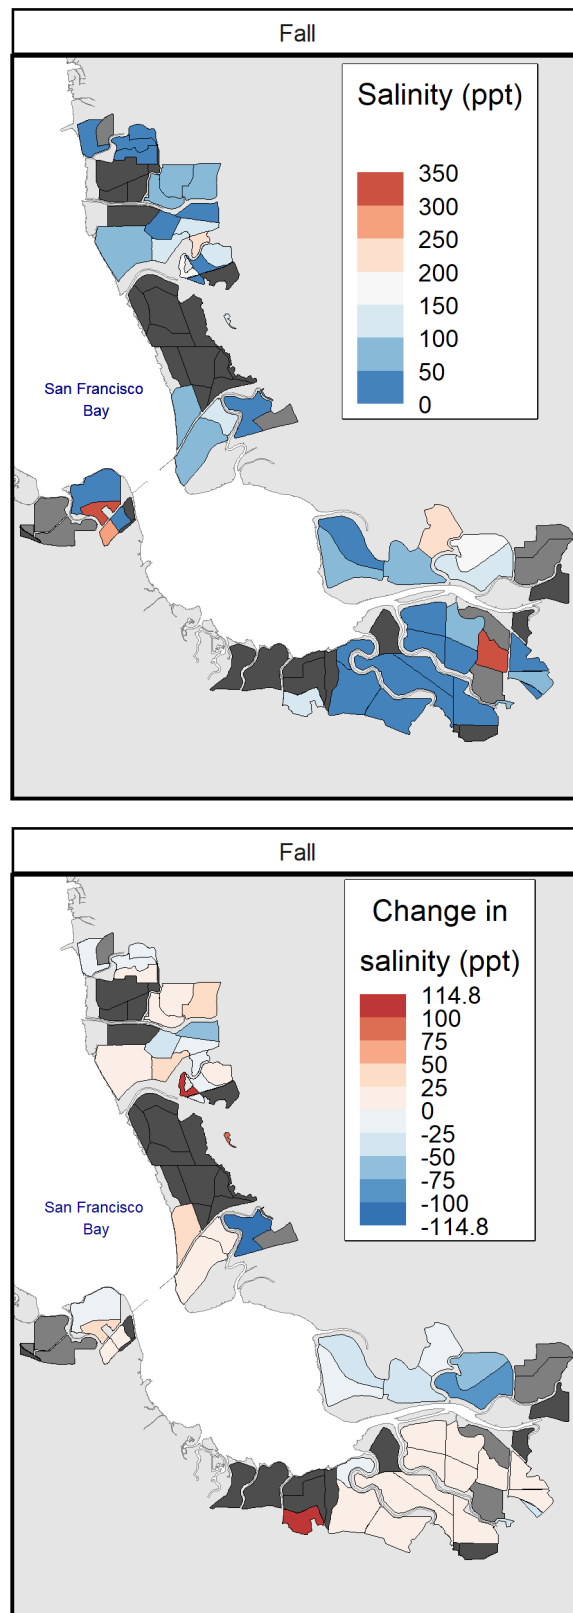 Fall
Salinity (ppt)
350
300
250
200
150
100
50
0
San Francisco
Bay
Fall
Change in
salinity (ppt)
114.8
100
75
50
25
0
-25
-50
-75
-100
-114.8
San Francisco
Bay